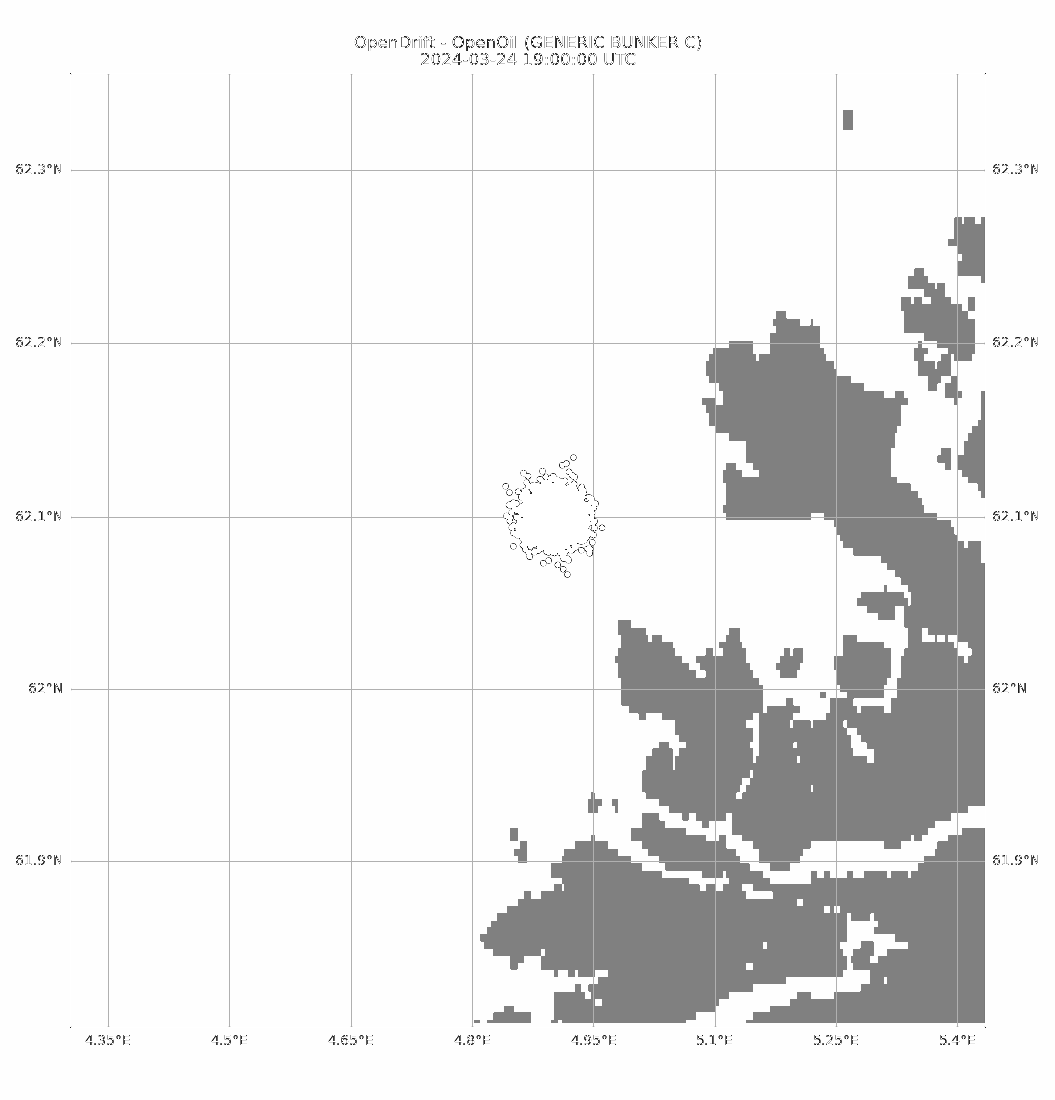 OpenDrift - OpenOil (GENERIC BUNKER C)
2024-03-24 19:00:00 UTC
62.3°N 62.3°N
62.2°N 62.2°N
62.1°N 62.1°N
62°N 62°N
61.9°N 61.9°N
4.35°E 4.5°E 4.65°E 4.8°E 4.95°E 5.1°E 5.25°E 5.4°E